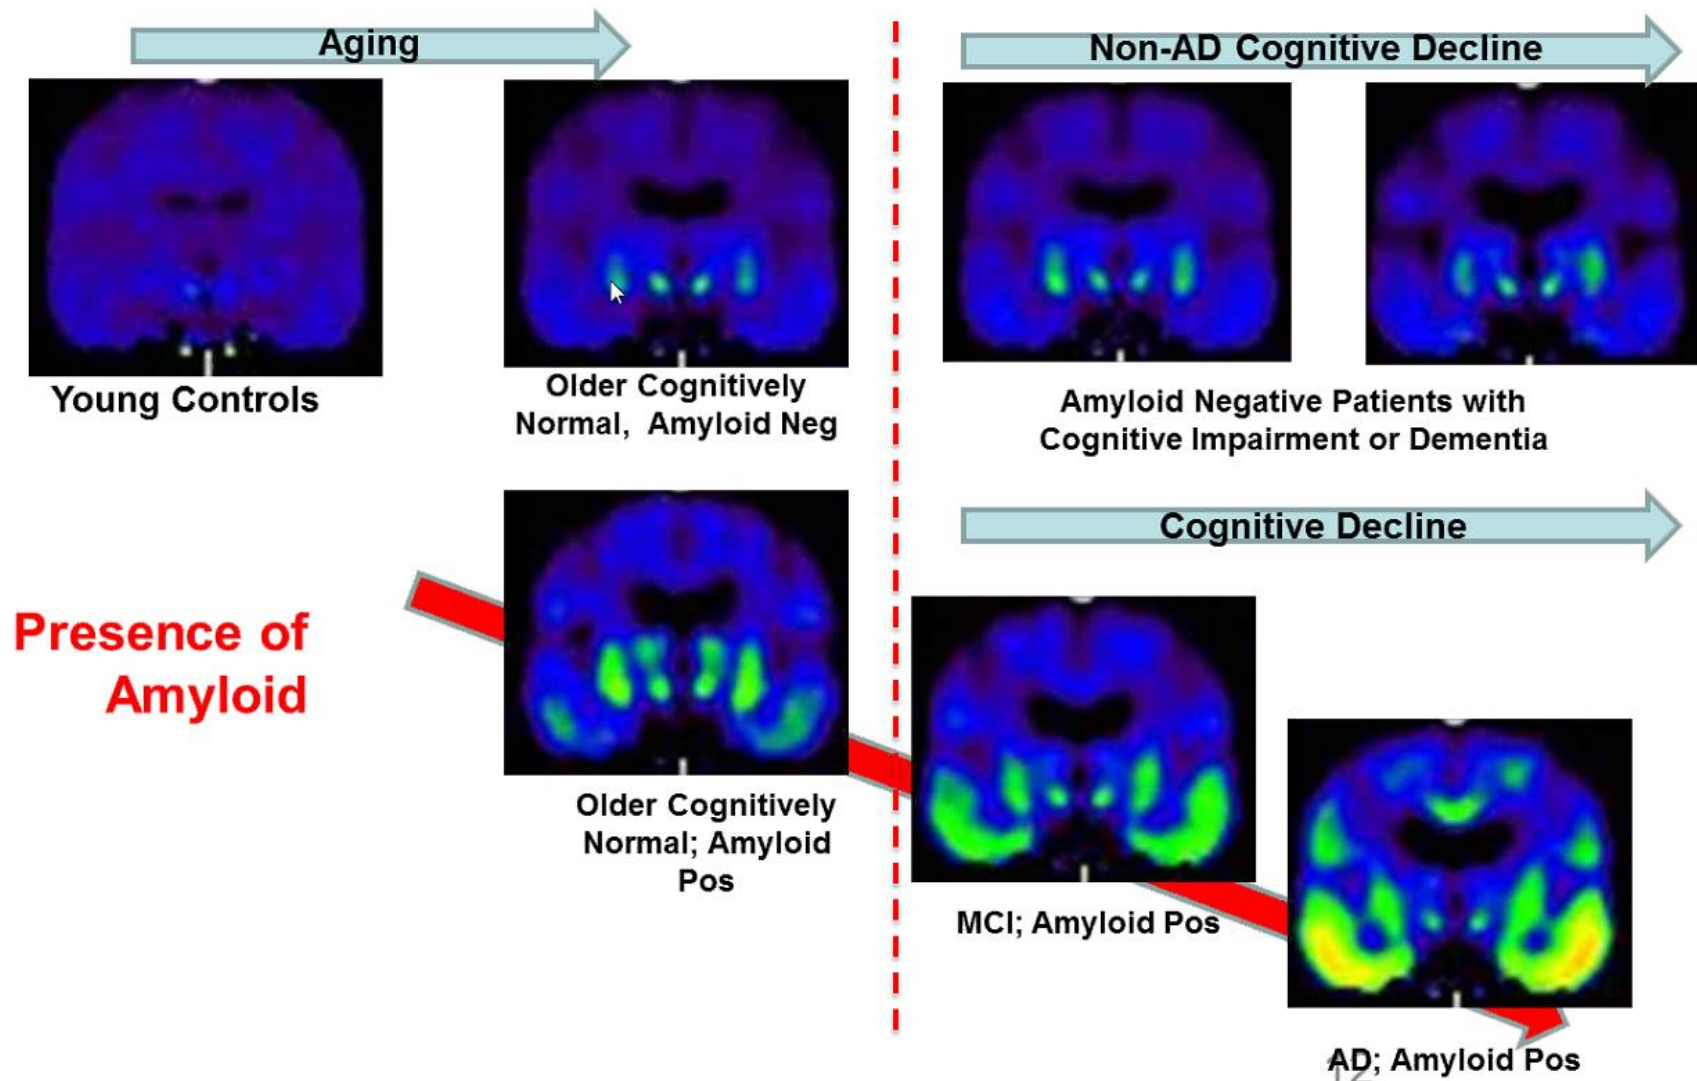 Aging
Non-AD Cognitive Decline
Young Controls
Older Cognitively
Normal, Amyloid Neg
Amyloid Negative Patients with
Cognitive Impairment or Dementia
Cognitive Decline
Presence of
Amyloid
Older Cognitively
Normal; Amyloid
Pos
MCI; Amyloid Pos
AD; Amyloid Pos